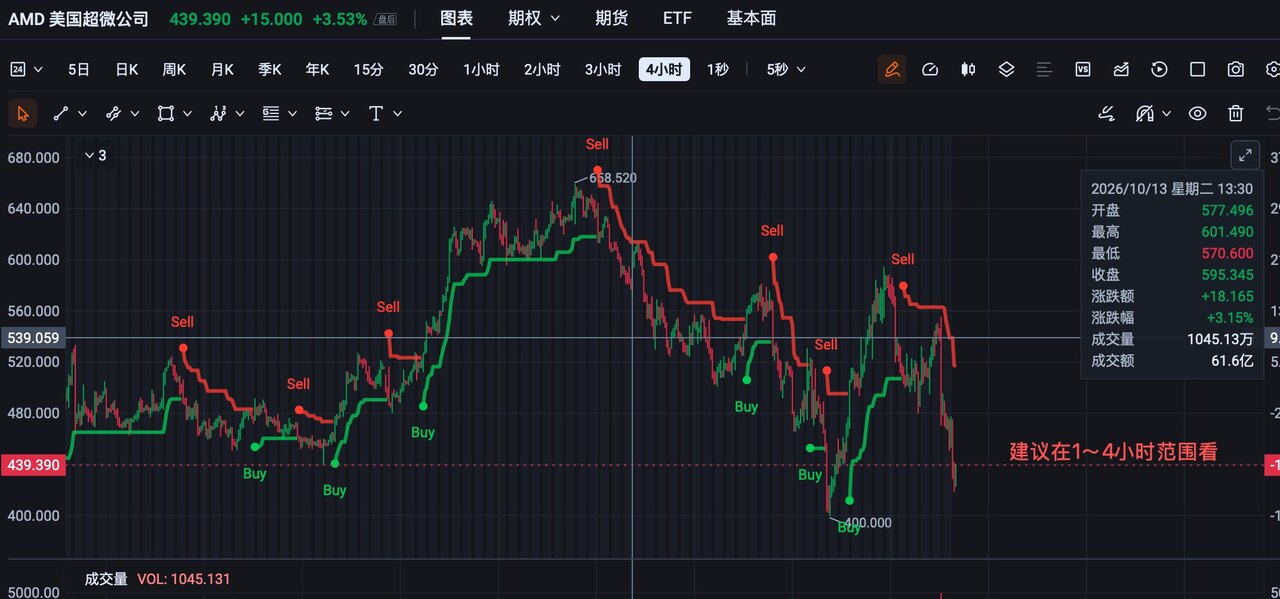 AMD 美国超微公司 439.390 +15.000 +3.53% 盘后 图表 期权 期货 ETF 基本面
24 5日 日K 周K 月K 季K 年K 15分 30分 1小时 2小时 3小时 4小时 1秒 5秒 VS
T
3
680.000
640.000
600.000
560.000
539.059
520.000
480.000
439.390
400.000
Sell
658.520
Sell
Sell
Sell
Sell
Sell
Sell
Buy
Buy
Buy
Buy
Buy
Buy
400.000
2026/10/13 星期二 13:30
开盘 577.496
最高 601.490
最低 570.600
收盘 595.345
涨跌额 +18.165
涨跌幅 +3.15%
成交量 1045.13万
成交额 61.6亿
建议在1～4小时范围看
成交量 VOL: 1045.131
5000.00